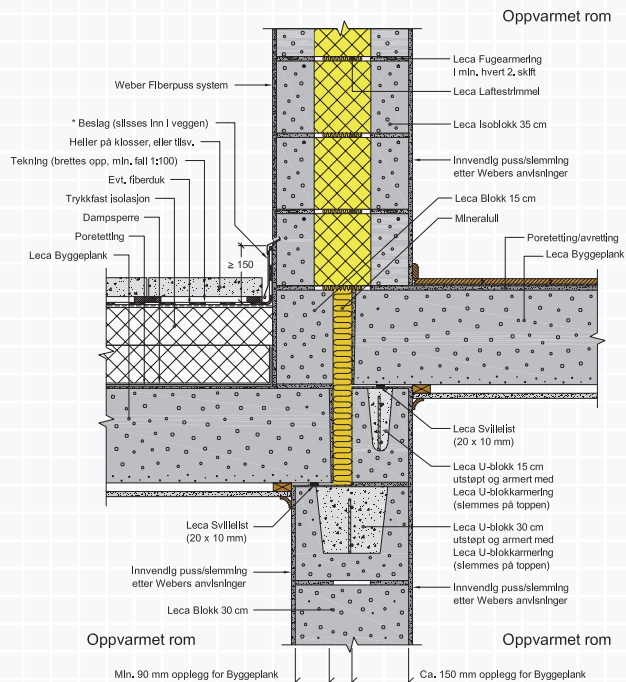 Oppvarmet rom
Leca Fugearmering
i min. hvert 2. skift
Weber Fiberpuss system
Leca Laftestrimmel
* Beslag (slisses inn i veggen)
Leca Isoblokk 35 cm
Heller på klosser, eller tilsv.
Tekning (brettes opp, min. fall 1:100)
Innvendig puss/slemming
etter Webers anvisninger
Evt. fiberduk
Trykkfast isolasjon
Leca Blokk 15 cm
Dampsperre
Mineralull
Poretetting
Poretetting/avretting
Leca Byggeplank
Leca Byggeplank
≥ 150
Leca Svillelist
(20 x 10 mm)
Leca U-blokk 15 cm
utstøpt og armert med
Leca U-blokkarmering
(slemmes på toppen)
Leca Svillelist
(20 x 10 mm)
Leca U-blokk 30 cm
utstøpt og armert med
Leca U-blokkarmering
(slemmes på toppen)
Innvendig puss/slemming
etter Webers anvisninger
Innvendig puss/slemming
etter Webers anvisninger
Leca Blokk 30 cm
Oppvarmet rom
Oppvarmet rom
Min. 90 mm opplegg for Byggeplank
Ca. 150 mm opplegg for Byggeplank